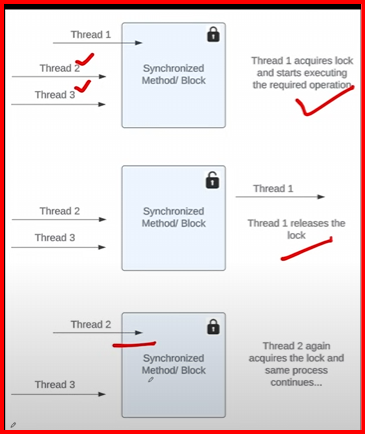 Thread 1
Thread 2
Thread 3
Synchronized
Method/ Block
Thread 1 acquires lock
and starts executing
the required operation
Thread 2
Thread 3
Synchronized
Method/ Block
Thread 1
Thread 1 releases the
lock
Thread 2
Thread 3
Synchronized
Method/ Block
Thread 2 again
acquires the lock and
same process
continues...